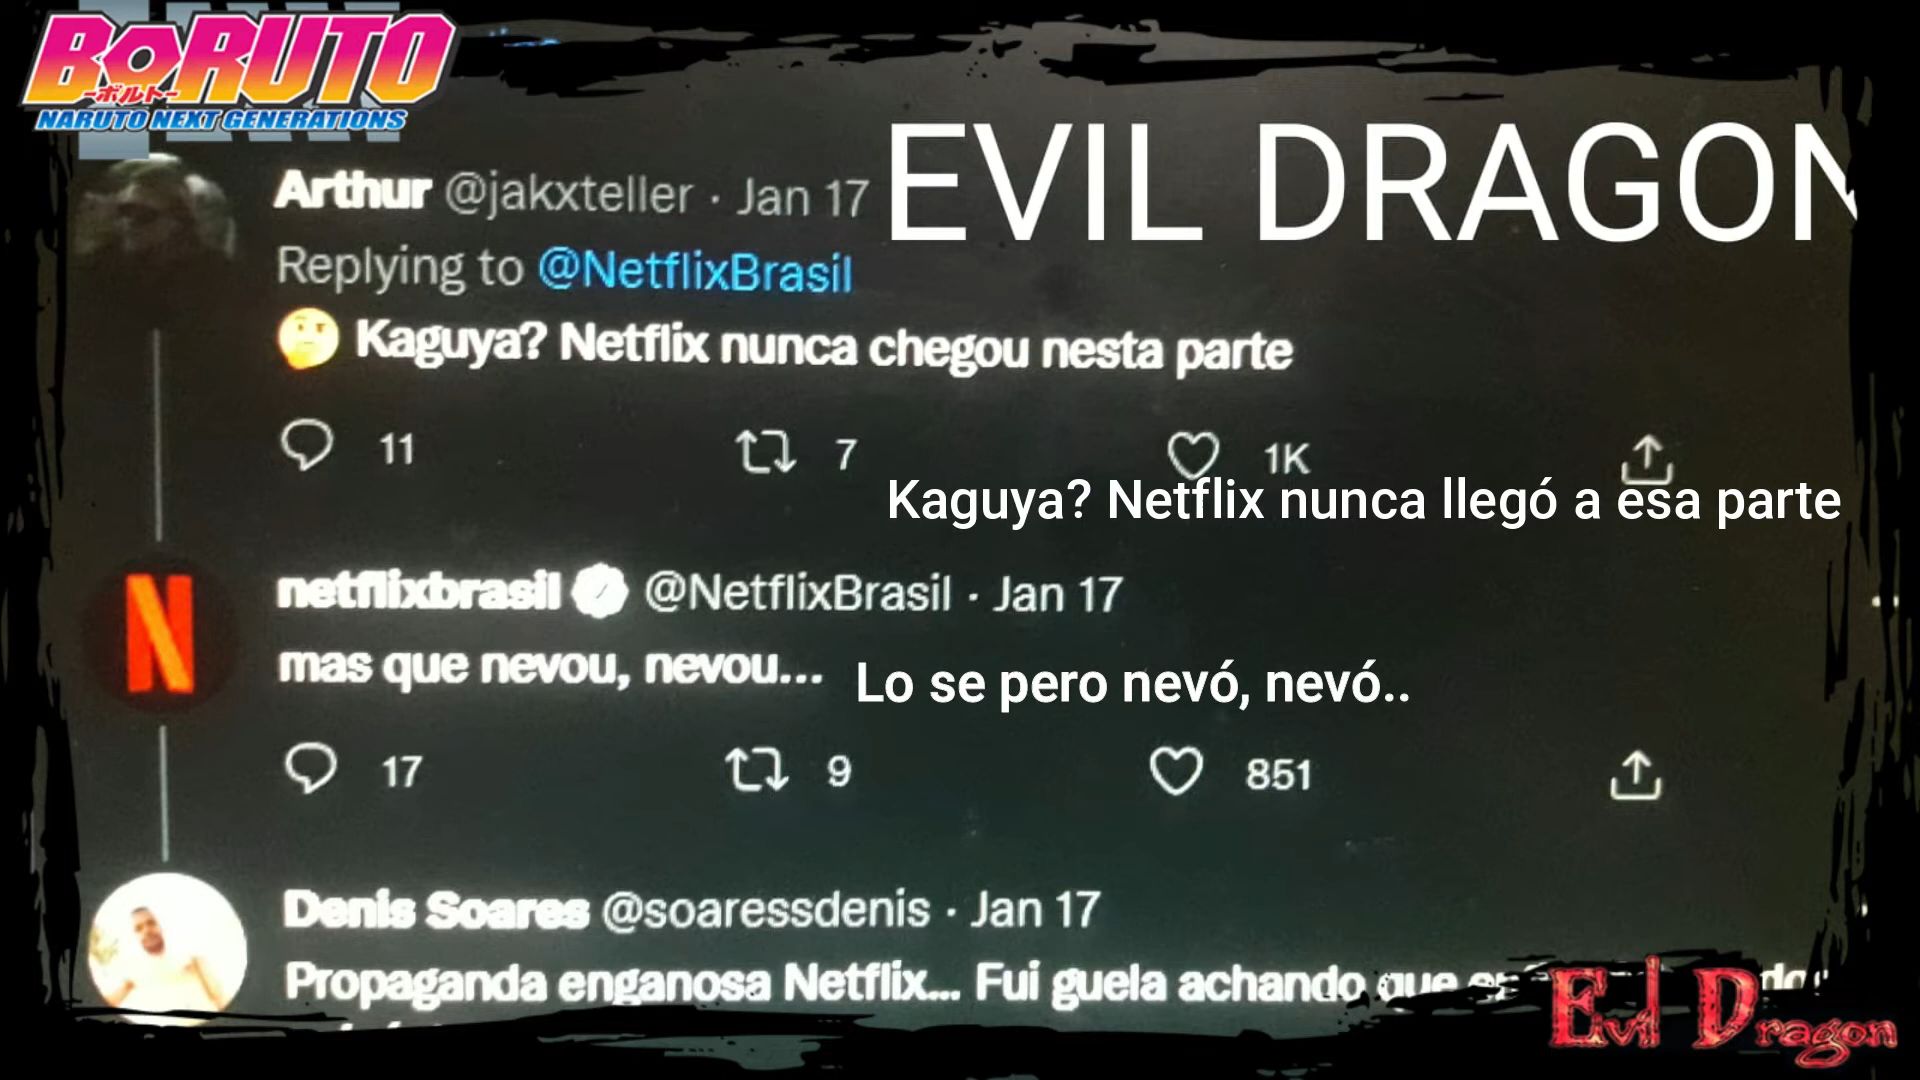 BORUTO
-ボルト-
NARUTO NEXT GENERATIONS
EVIL DRAGON
Arthur @jakxteller · Jan 17
Replying to @NetflixBrasil
🤔 Kaguya? Netflix nunca chegou nesta parte
11 7 1K
Kaguya? Netflix nunca llegó a esa parte
netflixbrasil @NetflixBrasil · Jan 17
mas que nevou, nevou...
Lo se pero nevó, nevó..
17 9 851
Denis Soares @soaressdenis · Jan 17
Propaganda enganosa Netflix... Fui guela achando que
Evil Dragon